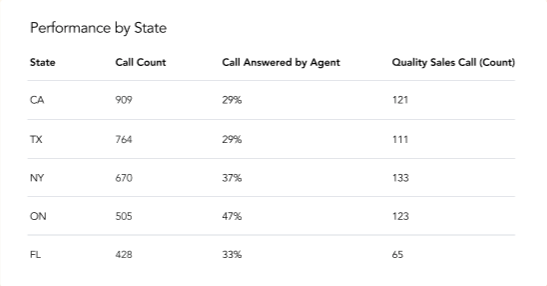 Performance by State
State Call Count Call Answered by Agent Quality Sales Call (Count)
CA 909 29% 121
TX 764 29% 111
NY 670 37% 133
ON 505 47% 123
FL 428 33% 65